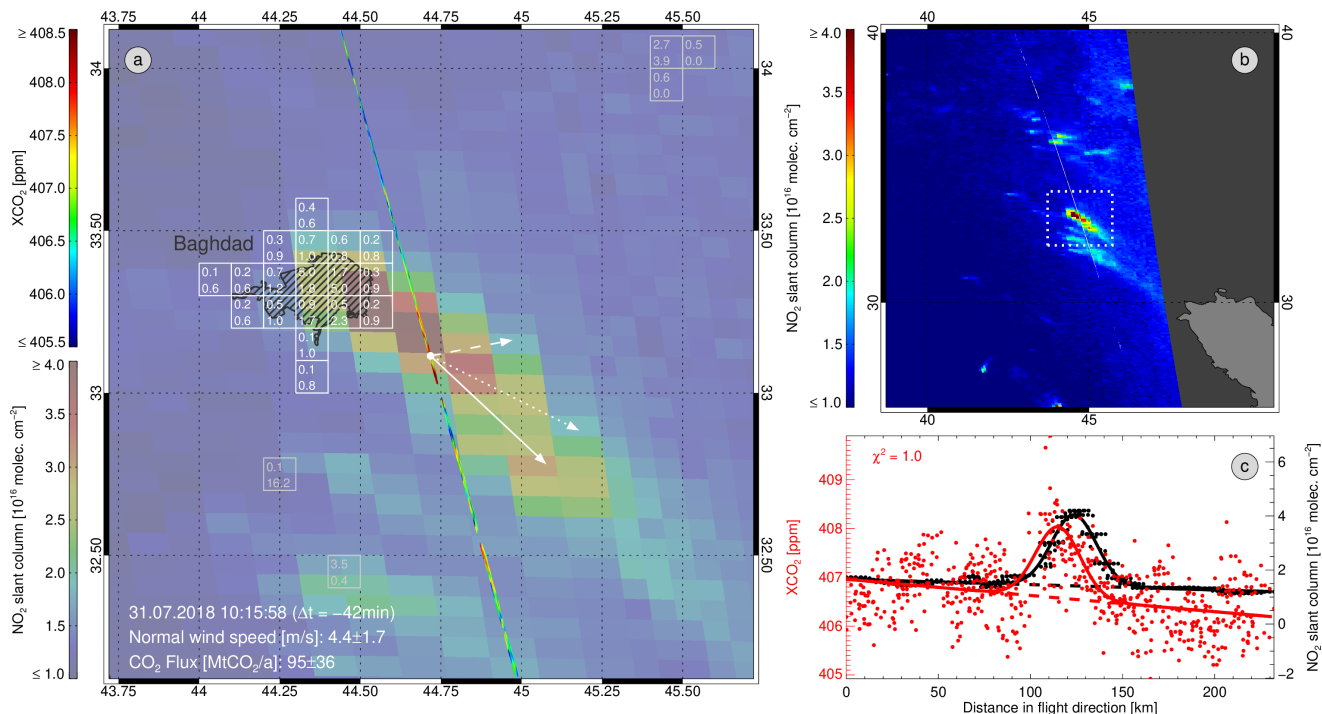 43.75 44 44.25 44.50 44.75 45 45.25 45.50
≥ 408.5
408.0
407.5
407.0
406.5
406.0
≤ 405.5
XCO₂ [ppm]
≥ 4.0
3.5
3.0
2.5
2.0
1.5
≤ 1.0
NO₂ slant column [10¹⁶ molec. cm⁻²]
a
34
33.50
33
32.50
34
33.50
33
32.50
2.7 0.5
3.9 0.0
0.6
0.0
Baghdad
0.4
0.6
0.3 0.7 0.6 0.2
0.9 1.0 0.8 0.8
0.1 0.2 0.7 0.3
0.6 0.6 1.2 5.0 0.9
0.2 0.5 0.9 0.5 0.2
0.6 1.0 2.3 0.9
0.1
1.0
0.1
0.8
0.1
16.2
3.5
0.4
31.07.2018 10:15:58 (Δt = −42min)
Normal wind speed [m/s]: 4.4±1.7
CO₂ Flux [MtCO₂/a]: 95±36
43.75 44 44.25 44.50 44.75 45 45.25 45.50
40 45
≥ 4.0
3.5
3.0
2.5
2.0
1.5
≤ 1.0
NO₂ slant column [10¹⁶ molec. cm⁻²]
b
40
30
40
30
40 45
409
408
407
406
405
XCO₂ [ppm]
χ² = 1.0
c
6
4
2
0
−2
NO₂ slant column [10¹⁶ molec. cm⁻²]
0 50 100 150 200
Distance in flight direction [km]